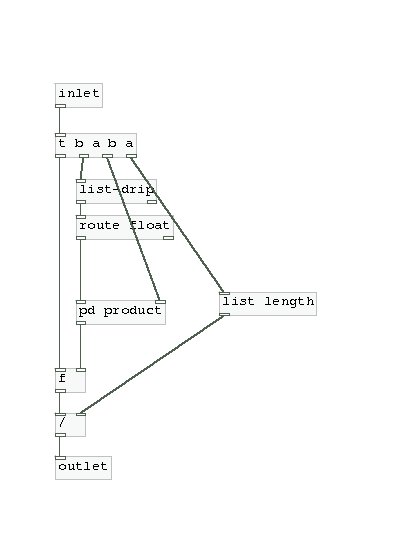 inlet
t b a b a
list-drip
route float
pd product
list length
f
/
outlet